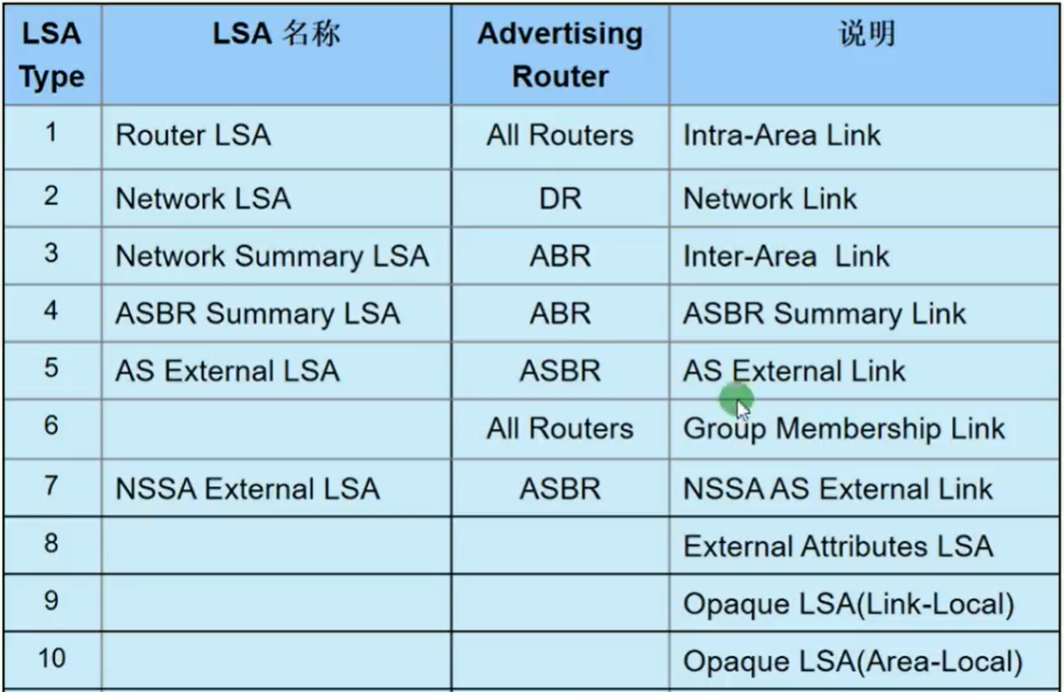 LSA Type LSA 名称 Advertising Router 说明
1 Router LSA All Routers Intra-Area Link
2 Network LSA DR Network Link
3 Network Summary LSA ABR Inter-Area Link
4 ASBR Summary LSA ABR ASBR Summary Link
5 AS External LSA ASBR AS External Link
6 All Routers Group Membership Link
7 NSSA External LSA ASBR NSSA AS External Link
8 External Attributes LSA
9 Opaque LSA(Link-Local)
10 Opaque LSA(Area-Local)